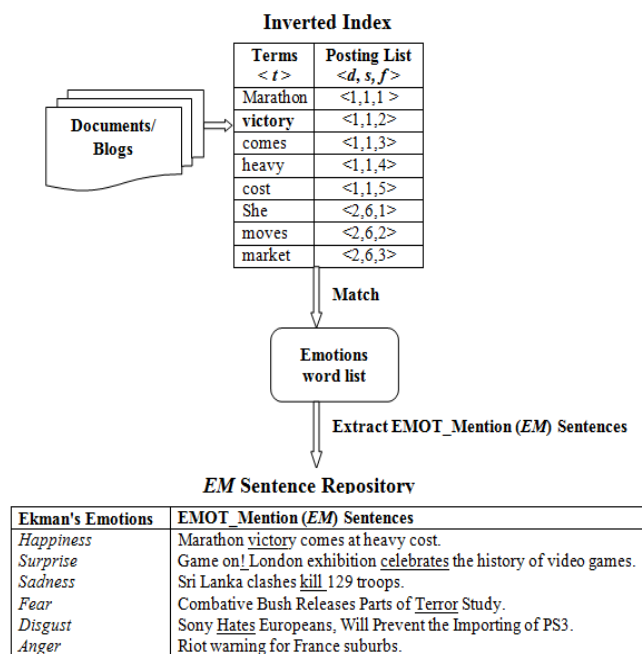 Inverted Index
Terms Posting List
< t > <d, s, f >
Marathon <1,1,1 >
victory <1,1,2>
comes <1,1,3>
heavy <1,1,4>
cost <1,1,5>
She <2,6,1>
moves <2,6,2>
market <2,6,3>
Documents/
Blogs
Match
Emotions
word list
Extract EMOT_Mention (EM) Sentences
EM Sentence Repository
Ekman's Emotions EMOT_Mention (EM) Sentences
Happiness Marathon victory comes at heavy cost.
Surprise Game on! London exhibition celebrates the history of video games.
Sadness Sri Lanka clashes kill 129 troops.
Fear Combative Bush Releases Parts of Terror Study.
Disgust Sony Hates Europeans, Will Prevent the Importing of PS3.
Anger Riot warning for France suburbs.